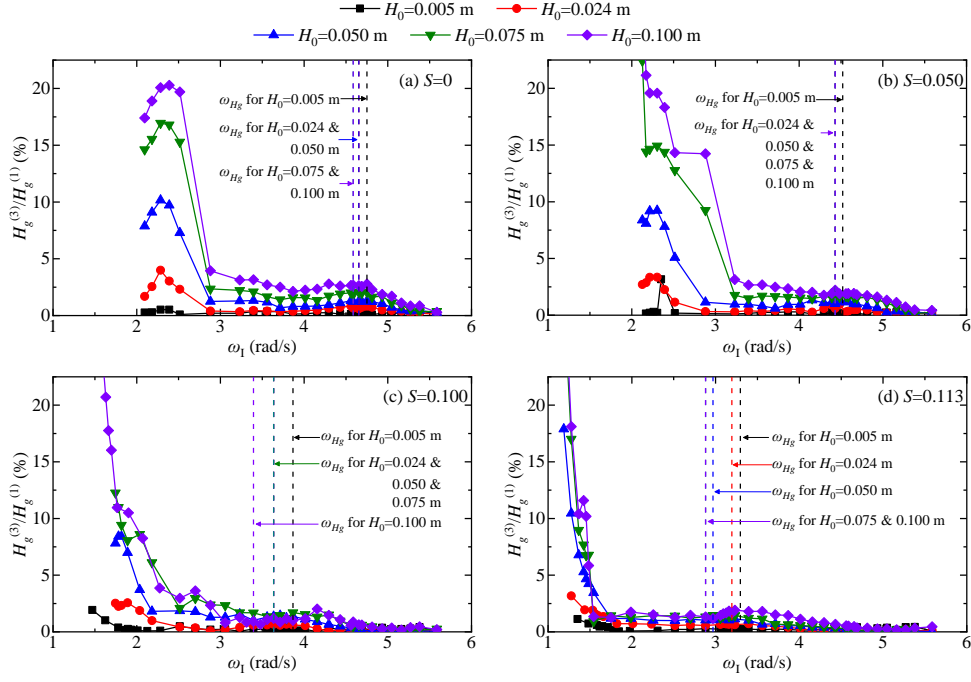 H0=0.005 m H0=0.024 m
H0=0.050 m H0=0.075 m H0=0.100 m
(a) S=0
Hg(3)/Hg(1) (%)
20
15
10
5
0
ωHg for H0=0.005 m
ωHg for H0=0.024 &
0.050 m
ωHg for H0=0.075 &
0.100 m
1 2 3 4 5 6
ωI (rad/s)
(b) S=0.050
Hg(3)/Hg(1) (%)
20
15
10
5
0
ωHg for H0=0.005 m
ωHg for H0=0.024 &
0.050 &
0.075 &
0.100 m
1 2 3 4 5 6
ωI (rad/s)
(c) S=0.100
Hg(3)/Hg(1) (%)
20
15
10
5
0
ωHg for H0=0.005 m
ωHg for H0=0.024 &
0.050 &
0.075 m
ωHg for H0=0.100 m
1 2 3 4 5 6
ωI (rad/s)
(d) S=0.113
Hg(3)/Hg(1) (%)
20
15
10
5
0
ωHg for H0=0.005 m
ωHg for H0=0.024 m
ωHg for H0=0.050 m
ωHg for H0=0.075 & 0.100 m
1 2 3 4 5 6
ωI (rad/s)